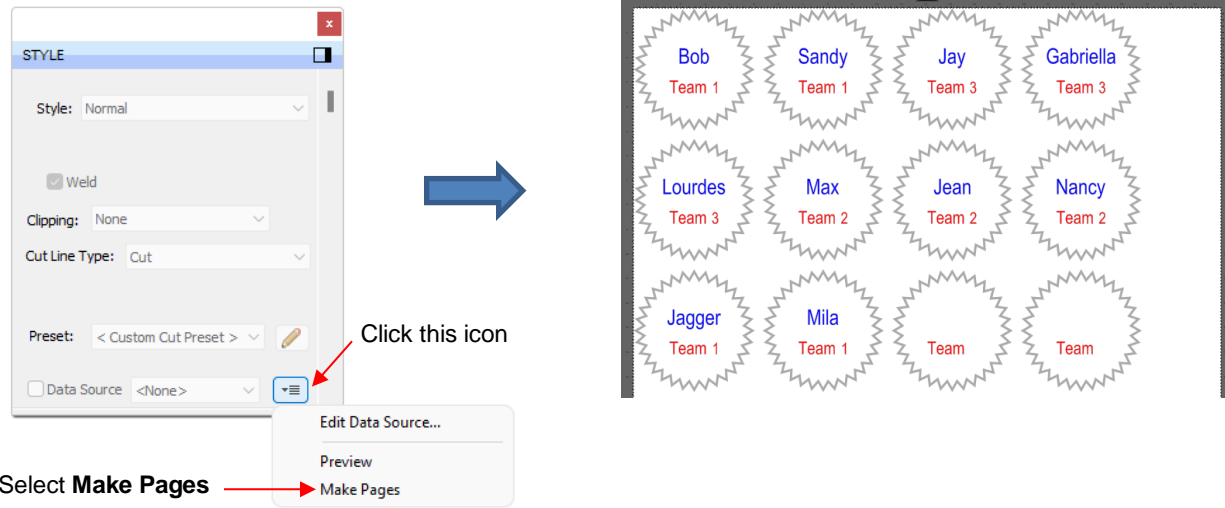 x
STYLE
Style: Normal
Weld
Clipping: None
Cut Line Type: Cut
Preset: < Custom Cut Preset >
Click this icon
Data Source <None>
Edit Data Source...
Preview
Select Make Pages
Make Pages
Bob Sandy Jay Gabriella
Team 1 Team 1 Team 3 Team 3
Lourdes Max Jean Nancy
Team 3 Team 2 Team 2 Team 2
Jagger Mila
Team 1 Team 1 Team Team